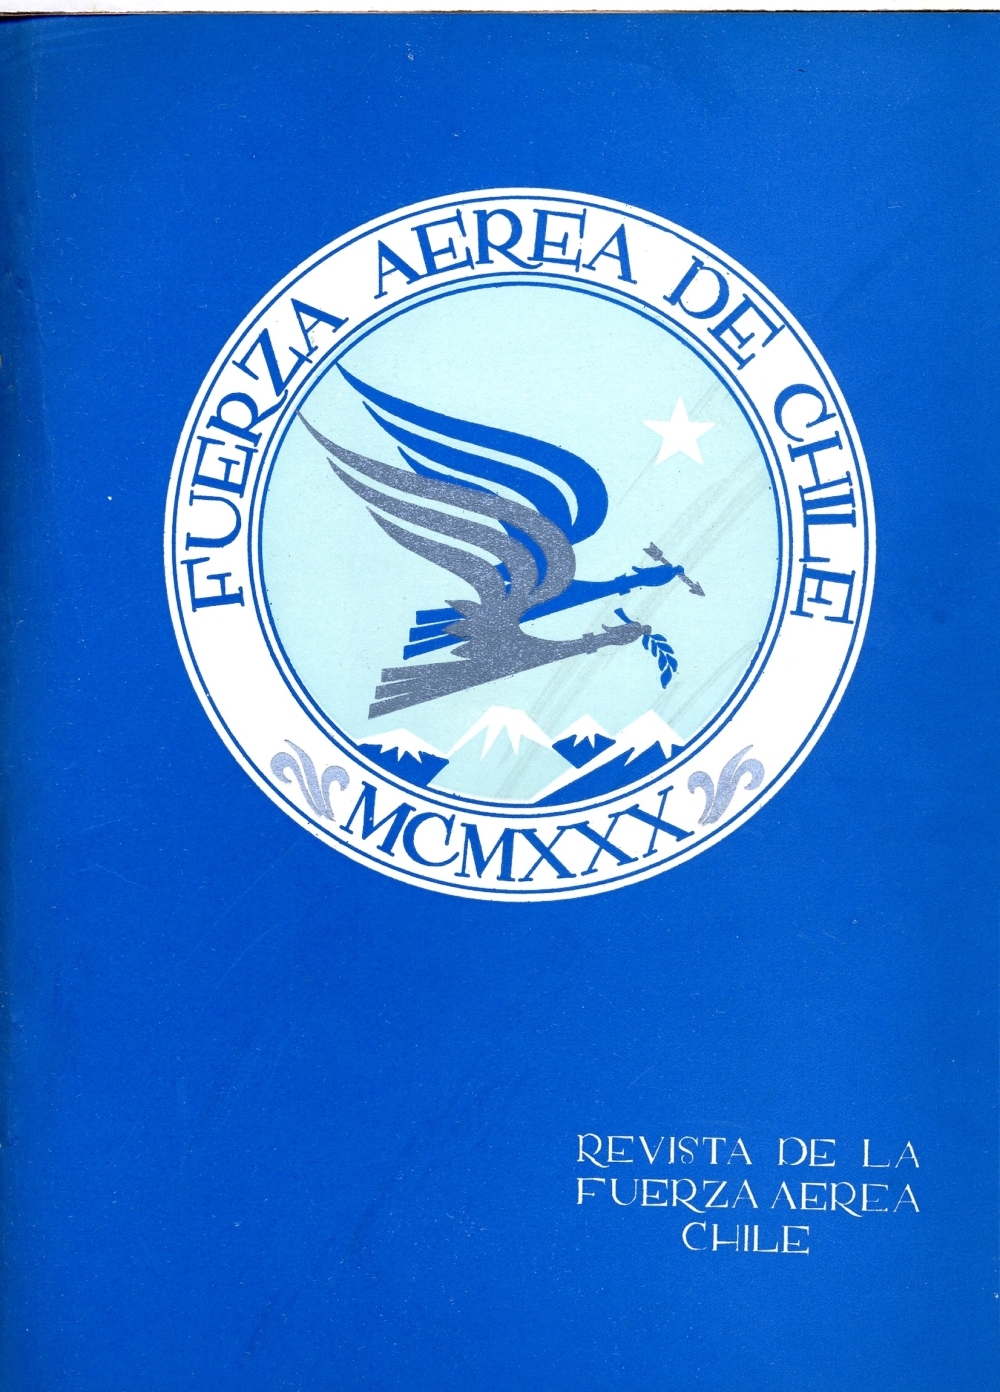 FUERZA AEREA DE CHILE
MCMXXX
REVISTA DE LA
FUERZA AEREA
CHILE